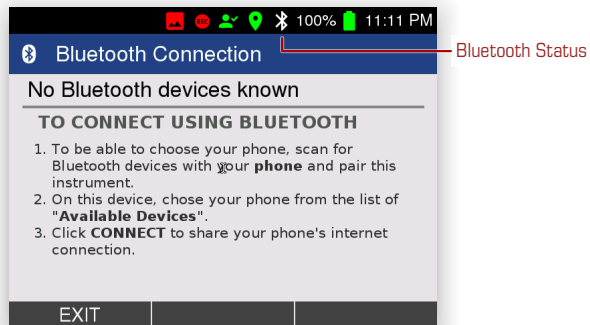 100% 11:11 PM
Bluetooth Status
Bluetooth Connection
No Bluetooth devices known
TO CONNECT USING BLUETOOTH
1. To be able to choose your phone, scan for
Bluetooth devices with your phone and pair this
instrument.
2. On this device, chose your phone from the list of
"Available Devices".
3. Click CONNECT to share your phone's internet
connection.
EXIT